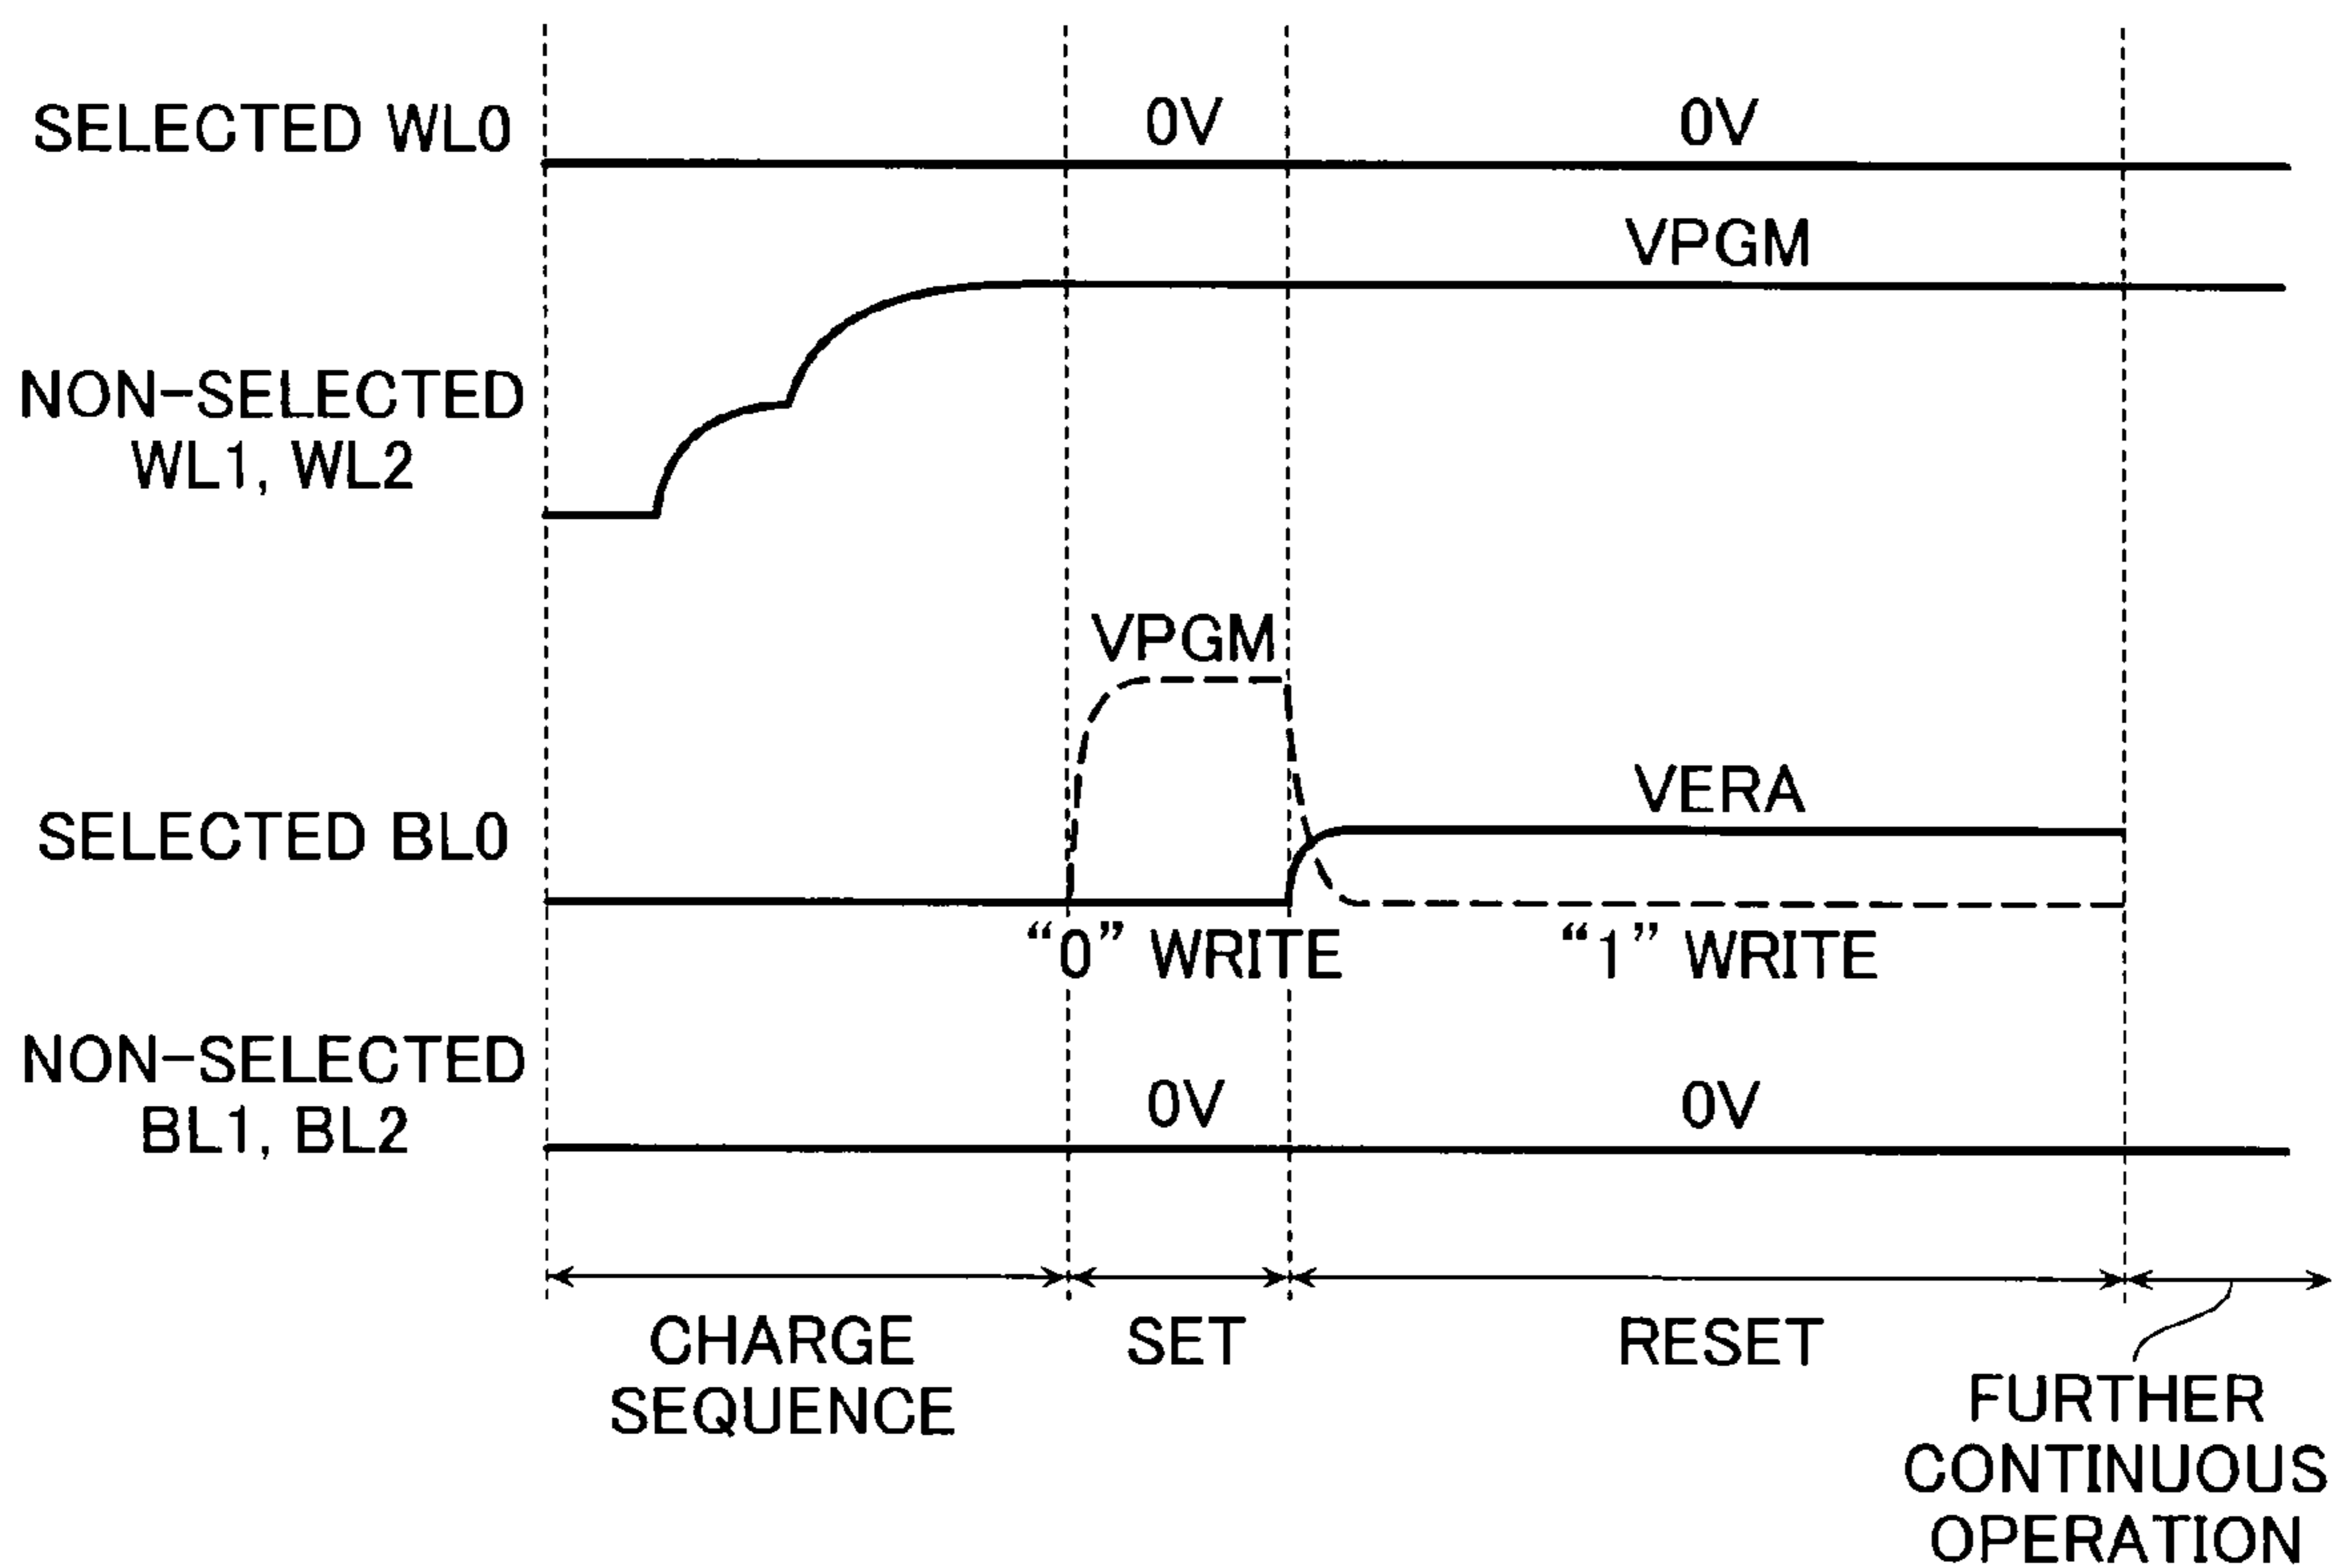 SELECTED WL0
0V
0V
VPGM
NON-SELECTED
WL1, WL2
VPGM
VERA
SELECTED BL0
“0” WRITE
“1” WRITE
NON-SELECTED
BL1, BL2
0V
0V
CHARGE
SEQUENCE
SET
RESET
FURTHER
CONTINUOUS
OPERATION